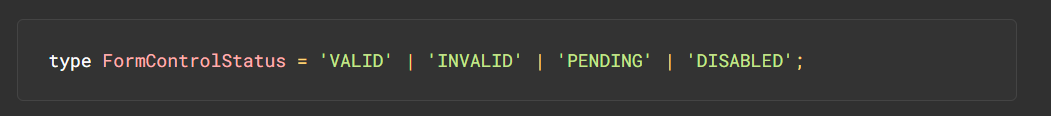 type FormControlStatus = 'VALID' | 'INVALID' | 'PENDING' | 'DISABLED';